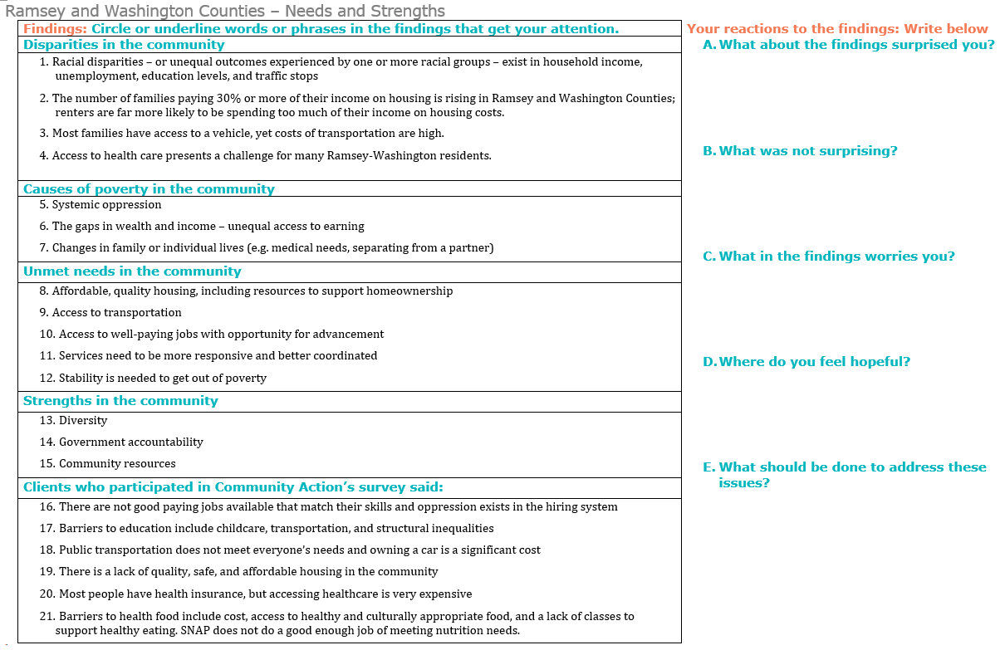 Ramsey and Washington Counties – Needs and Strengths
Findings: Circle or underline words or phrases in the findings that get your attention.
Disparities in the community
1. Racial disparities – or unequal outcomes experienced by one or more racial groups – exist in household income,
unemployment, education levels, and traffic stops
2. The number of families paying 30% or more of their income on housing is rising in Ramsey and Washington Counties;
renters are far more likely to be spending too much of their income on housing costs.
3. Most families have access to a vehicle, yet costs of transportation are high.
4. Access to health care presents a challenge for many Ramsey-Washington residents.
Causes of poverty in the community
5. Systemic oppression
6. The gaps in wealth and income – unequal access to earning
7. Changes in family or individual lives (e.g. medical needs, separating from a partner)
Unmet needs in the community
8. Affordable, quality housing, including resources to support homeownership
9. Access to transportation
10. Access to well-paying jobs with opportunity for advancement
11. Services need to be more responsive and better coordinated
12. Stability is needed to get out of poverty
Strengths in the community
13. Diversity
14. Government accountability
15. Community resources
Clients who participated in Community Action's survey said:
16. There are not good paying jobs available that match their skills and oppression exists in the hiring system
17. Barriers to education include childcare, transportation, and structural inequalities
18. Public transportation does not meet everyone's needs and owning a car is a significant cost
19. There is a lack of quality, safe, and affordable housing in the community
20. Most people have health insurance, but accessing healthcare is very expensive
21. Barriers to health food include cost, access to healthy and culturally appropriate food, and a lack of classes to
support healthy eating. SNAP does not do a good enough job of meeting nutrition needs.
Your reactions to the findings: Write below
A. What about the findings surprised you?
B. What was not surprising?
C. What in the findings worries you?
D. Where do you feel hopeful?
E. What should be done to address these
issues?